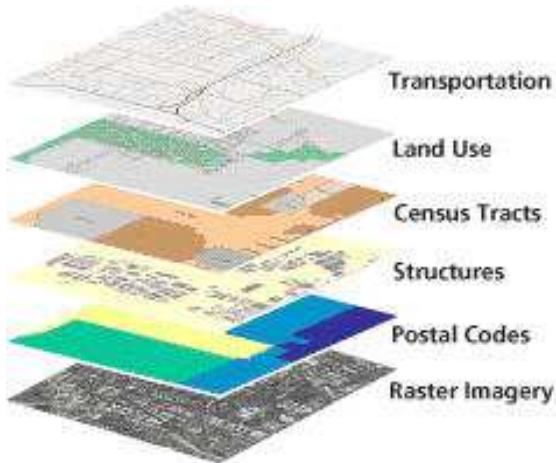 Transportation
Land Use
Census Tracts
Structures
Postal Codes
Raster Imagery